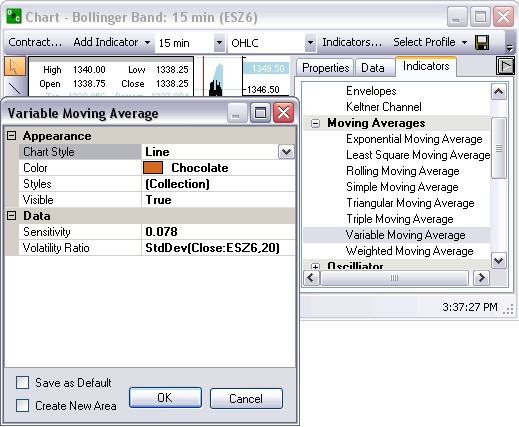 Chart - Bollinger Band: 15 min (ESZ6)
Contract... Add Indicator 15 min OHLC Indicators... Select Profile
High 1340.00 Low 1338.25
Open 1338.75 Close 1338.25
1349.50
1346.50
Properties Data Indicators
Envelopes
Keltner Channel
Moving Averages
Exponential Moving Average
Least Square Moving Average
Rolling Moving Average
Simple Moving Average
Triangular Moving Average
Triple Moving Average
Variable Moving Average
Weighted Moving Average
Oscilliator
3:37:27 PM
Variable Moving Average
Appearance
Chart Style Line
Color Chocolate
Styles (Collection)
Visible True
Data
Sensitivity 0.078
Volatility Ratio StdDev(Close:ESZ6,20)
Save as Default
Create New Area
OK Cancel